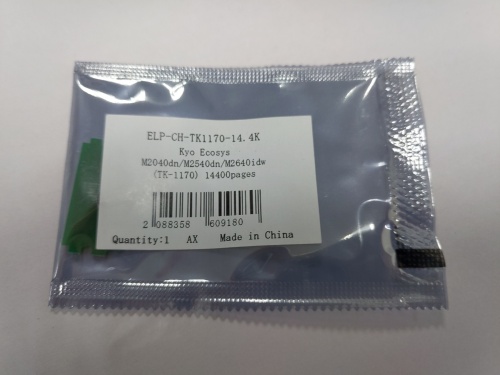 ELP-CH-TK1170-14.4K
Kyo Ecosys
M2040dn/M2540dn/M2640idw
(TK-1170) 14400pages
2 088358 609180
Quantity:1 AX Made in China